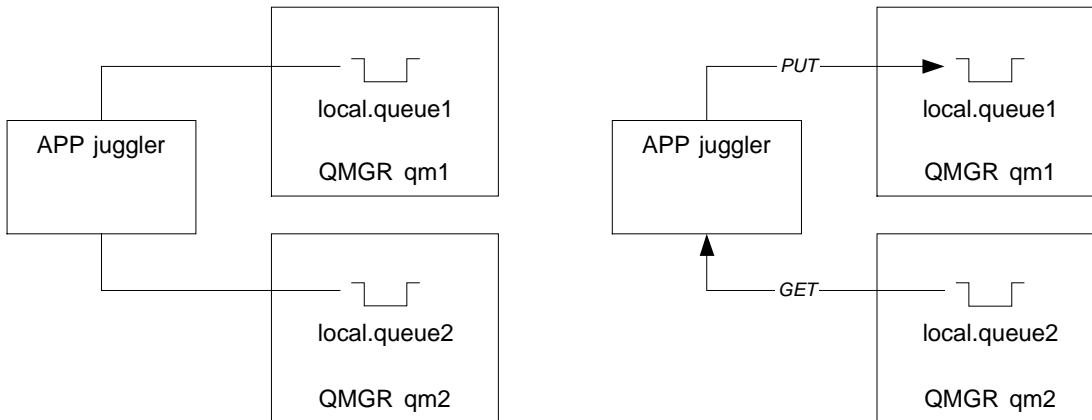 local.queue1
APP juggler
QMGR qm1
local.queue2
QMGR qm2
PUT
local.queue1
APP juggler
QMGR qm1
GET
local.queue2
QMGR qm2